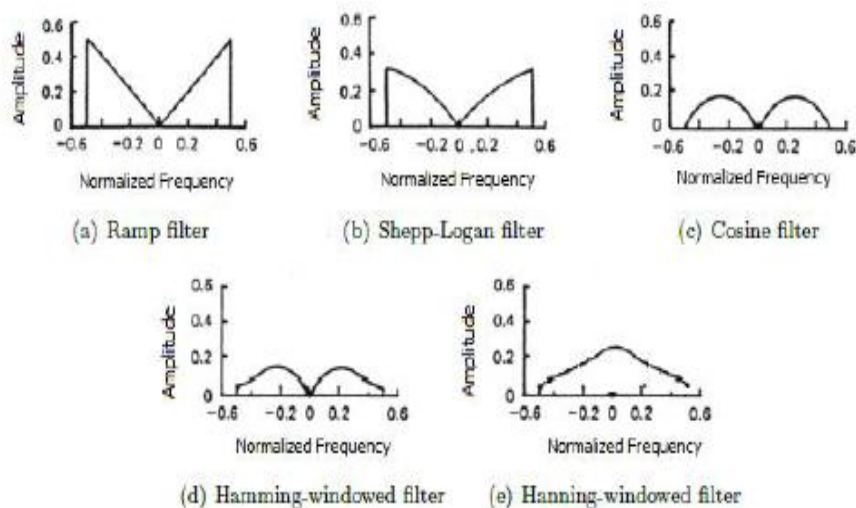 Amplitude
0.6
0.4
0.2
0
-0.6 -0.2 0 0.2 0.6
Normalized Frequency
(a) Ramp filter
Amplitude
0.6
0.4
0.2
0
-0.6 -0.2 0 .0.2 0.6
Normalized Frequency
(b) Shepp-Logan filter
Amplitude
0.6
0.4
0.2
0
-0.6 -0.2 0 0.2 0.6
Normalized Frequency
(c) Cosine filter
Amplitude
0.6
0.4
0.2
0
-0.6 -0.2 0 0.2 0.6
Normalized Frequency
(d) Hamming-windowed filter
Amplitude
0.6
0.4
0.2
0
-0.6 -0.2 0 0.2 0.6
Normalized Frequency
(e) Hanning-windowed filter